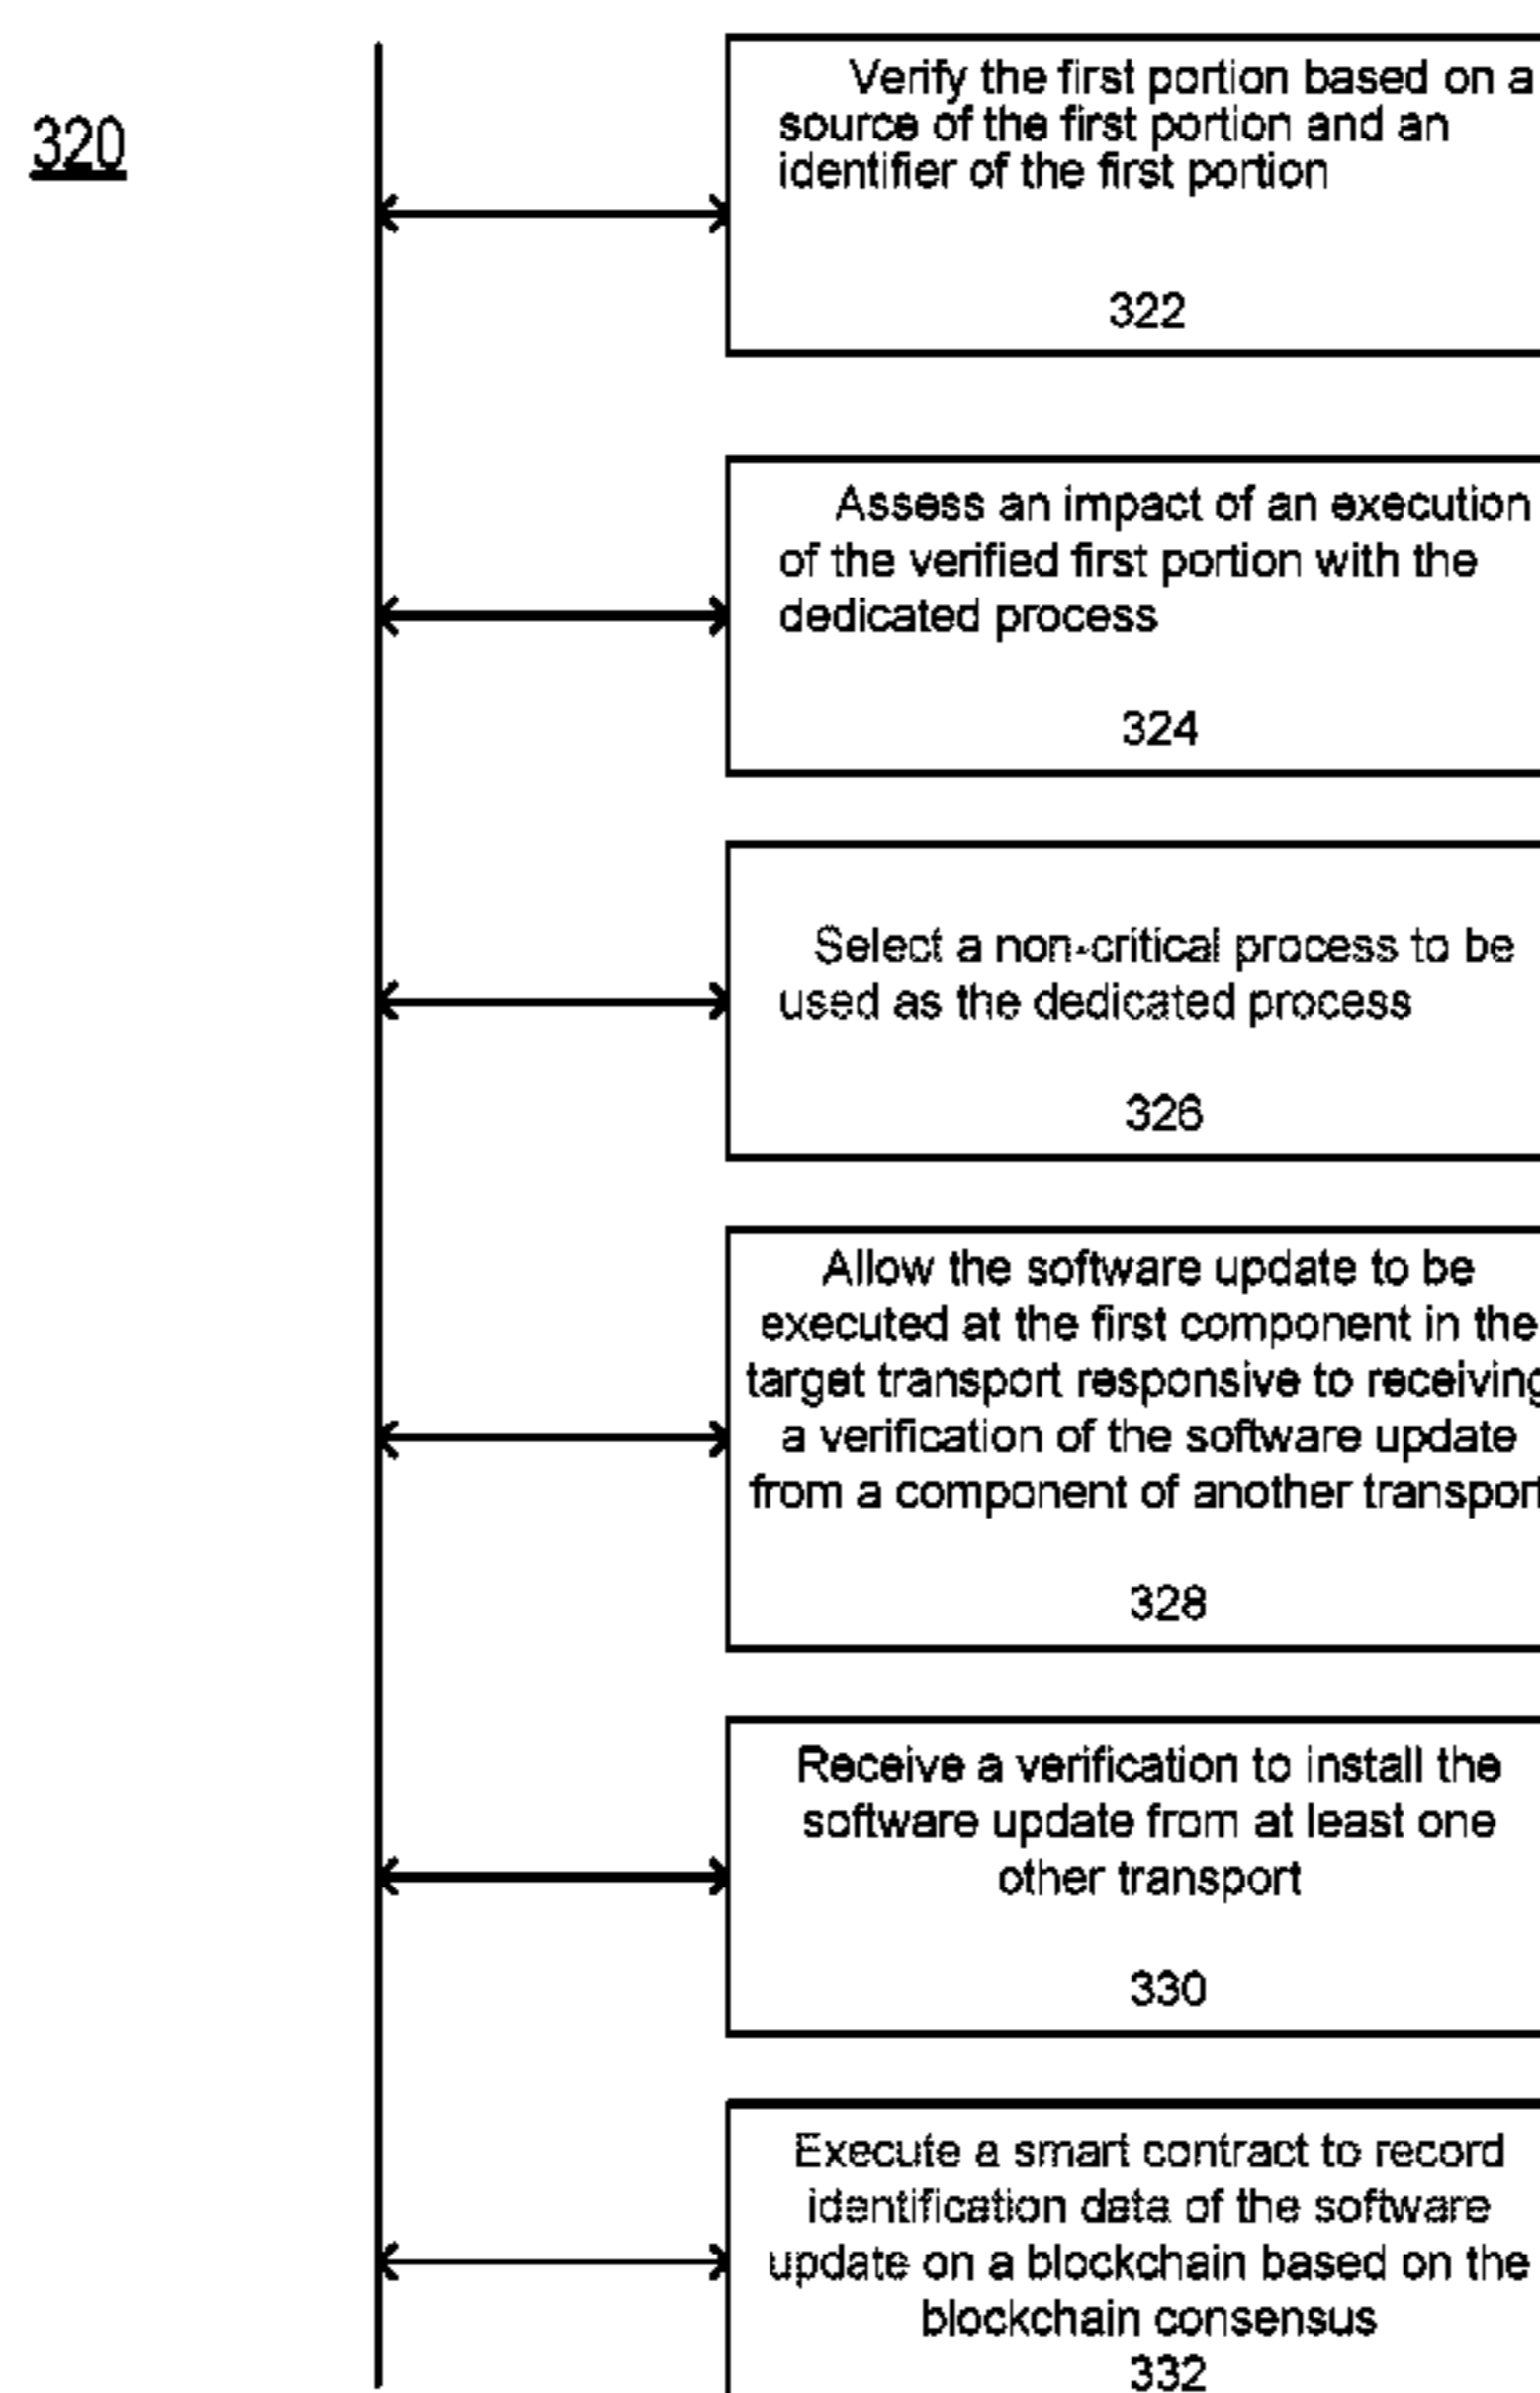 320
Verify the first portion based on a
source of the first portion and an
identifier of the first portion
322
Assess an impact of an execution
of the verified first portion with the
dedicated process
324
Select a non-critical process to be
used as the dedicated process
326
Allow the software update to be
executed at the first component in the
target transport responsive to receiving
a verification of the software update
from a component of another transport
328
Receive a verification to install the
software update from at least one
other transport
330
Execute a smart contract to record
identification data of the software
update on a blockchain based on the
blockchain consensus
332